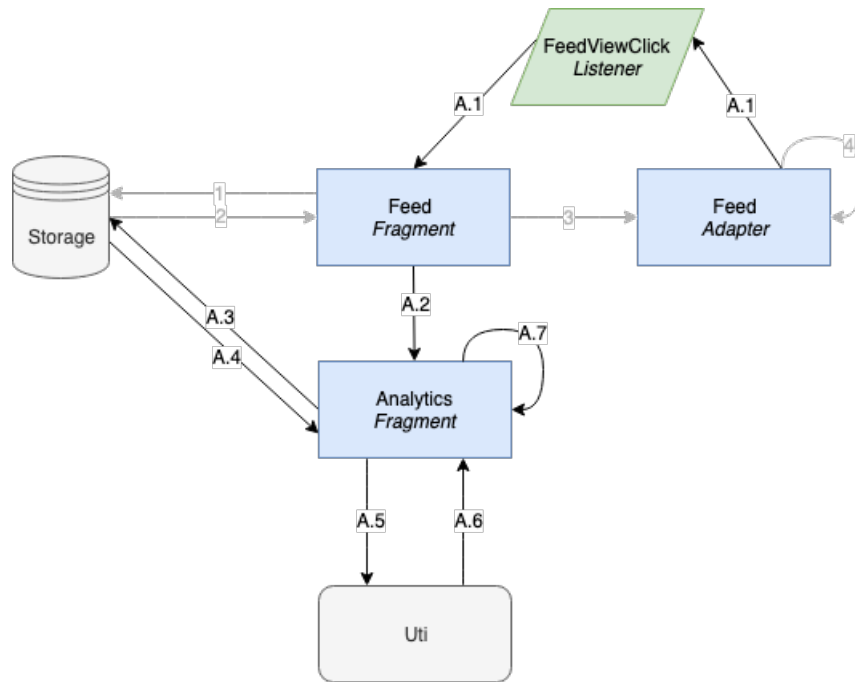 FeedViewClick
Listener
A.1
A.1
4
1
Feed
Fragment
Feed
Adapter
2
3
Storage
A.2
A.3
A.7
A.4
Analytics
Fragment
A.5
A.6
Uti